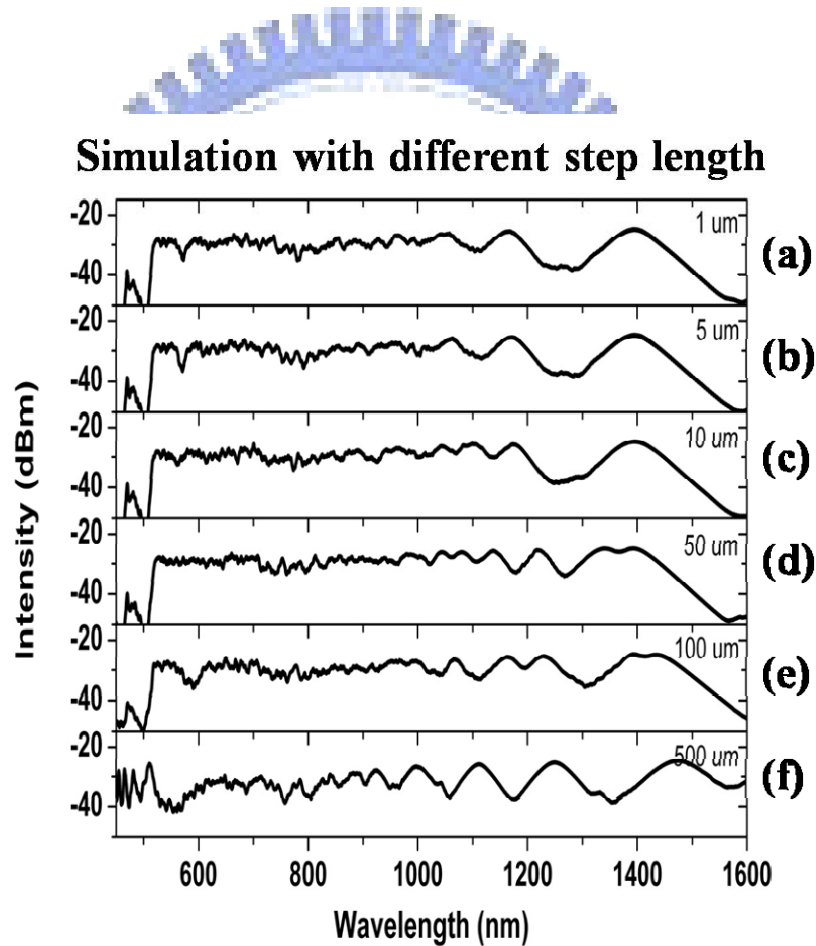 Simulation with different step length
-20
-40
1 um
(a)
-20
-40
5 um
(b)
-20
-40
10 um
(c)
-20
-40
50 um
(d)
-20
-40
100 um
(e)
-20
-40
500 um
(f)
Intensity (dBm)
600 800 1000 1200 1400 1600
Wavelength (nm)